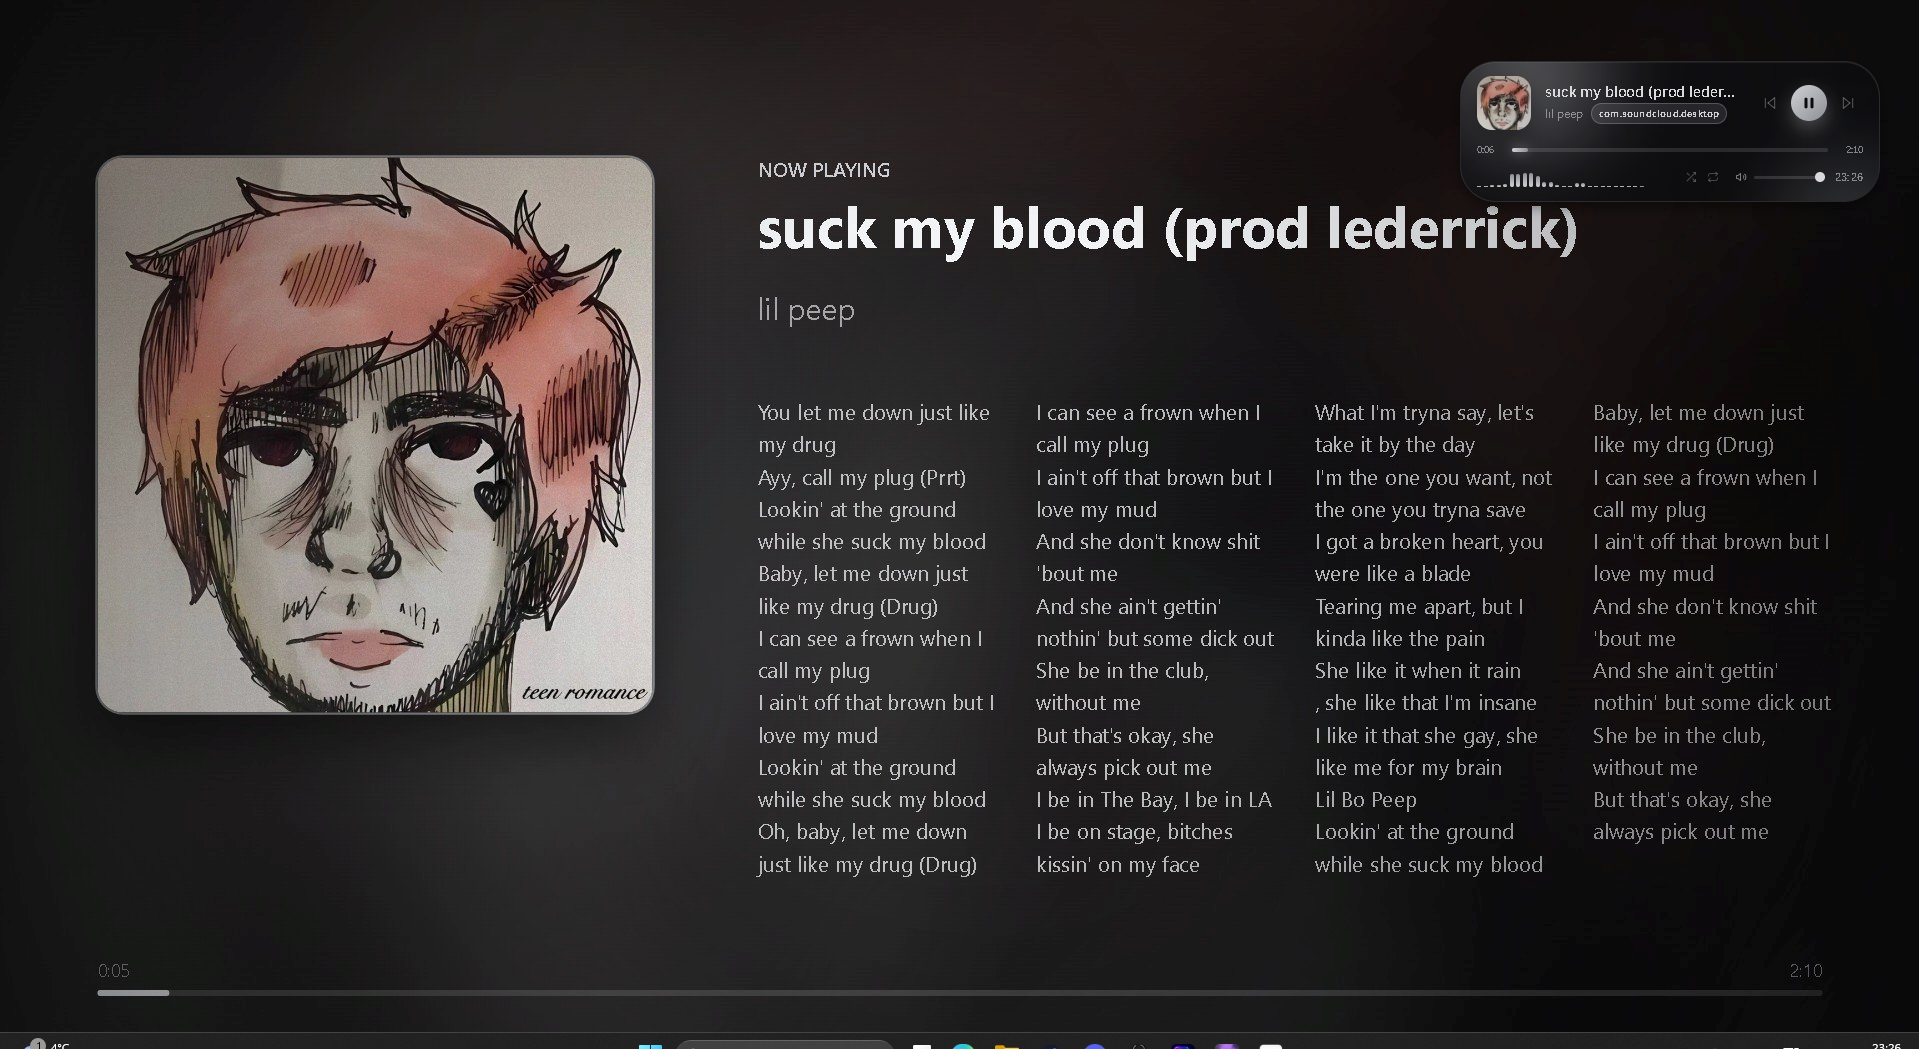 suck my blood (prod leder...
lil peep com.soundcloud.desktop
0:06 2:10
23:26
NOW PLAYING
suck my blood (prod lederrick)
lil peep
teen romance
You let me down just like
my drug
Ayy, call my plug (Prrt)
Lookin' at the ground
while she suck my blood
Baby, let me down just
like my drug (Drug)
I can see a frown when I
call my plug
I ain't off that brown but I
love my mud
Lookin' at the ground
while she suck my blood
Oh, baby, let me down
just like my drug (Drug)
I can see a frown when I
call my plug
I ain't off that brown but I
love my mud
And she don't know shit
'bout me
And she ain't gettin'
nothin' but some dick out
She be in the club,
without me
But that's okay, she
always pick out me
I be in The Bay, I be in LA
I be on stage, bitches
kissin' on my face
What I'm tryna say, let's
take it by the day
I'm the one you want, not
the one you tryna save
I got a broken heart, you
were like a blade
Tearing me apart, but I
kinda like the pain
She like it when it rain
, she like that I'm insane
I like it that she gay, she
like me for my brain
Lil Bo Peep
Lookin' at the ground
while she suck my blood
Baby, let me down just
like my drug (Drug)
I can see a frown when I
call my plug
I ain't off that brown but I
love my mud
And she don't know shit
'bout me
And she ain't gettin'
nothin' but some dick out
She be in the club,
without me
But that's okay, she
always pick out me
0:05 2:10
1 4°C
23:26